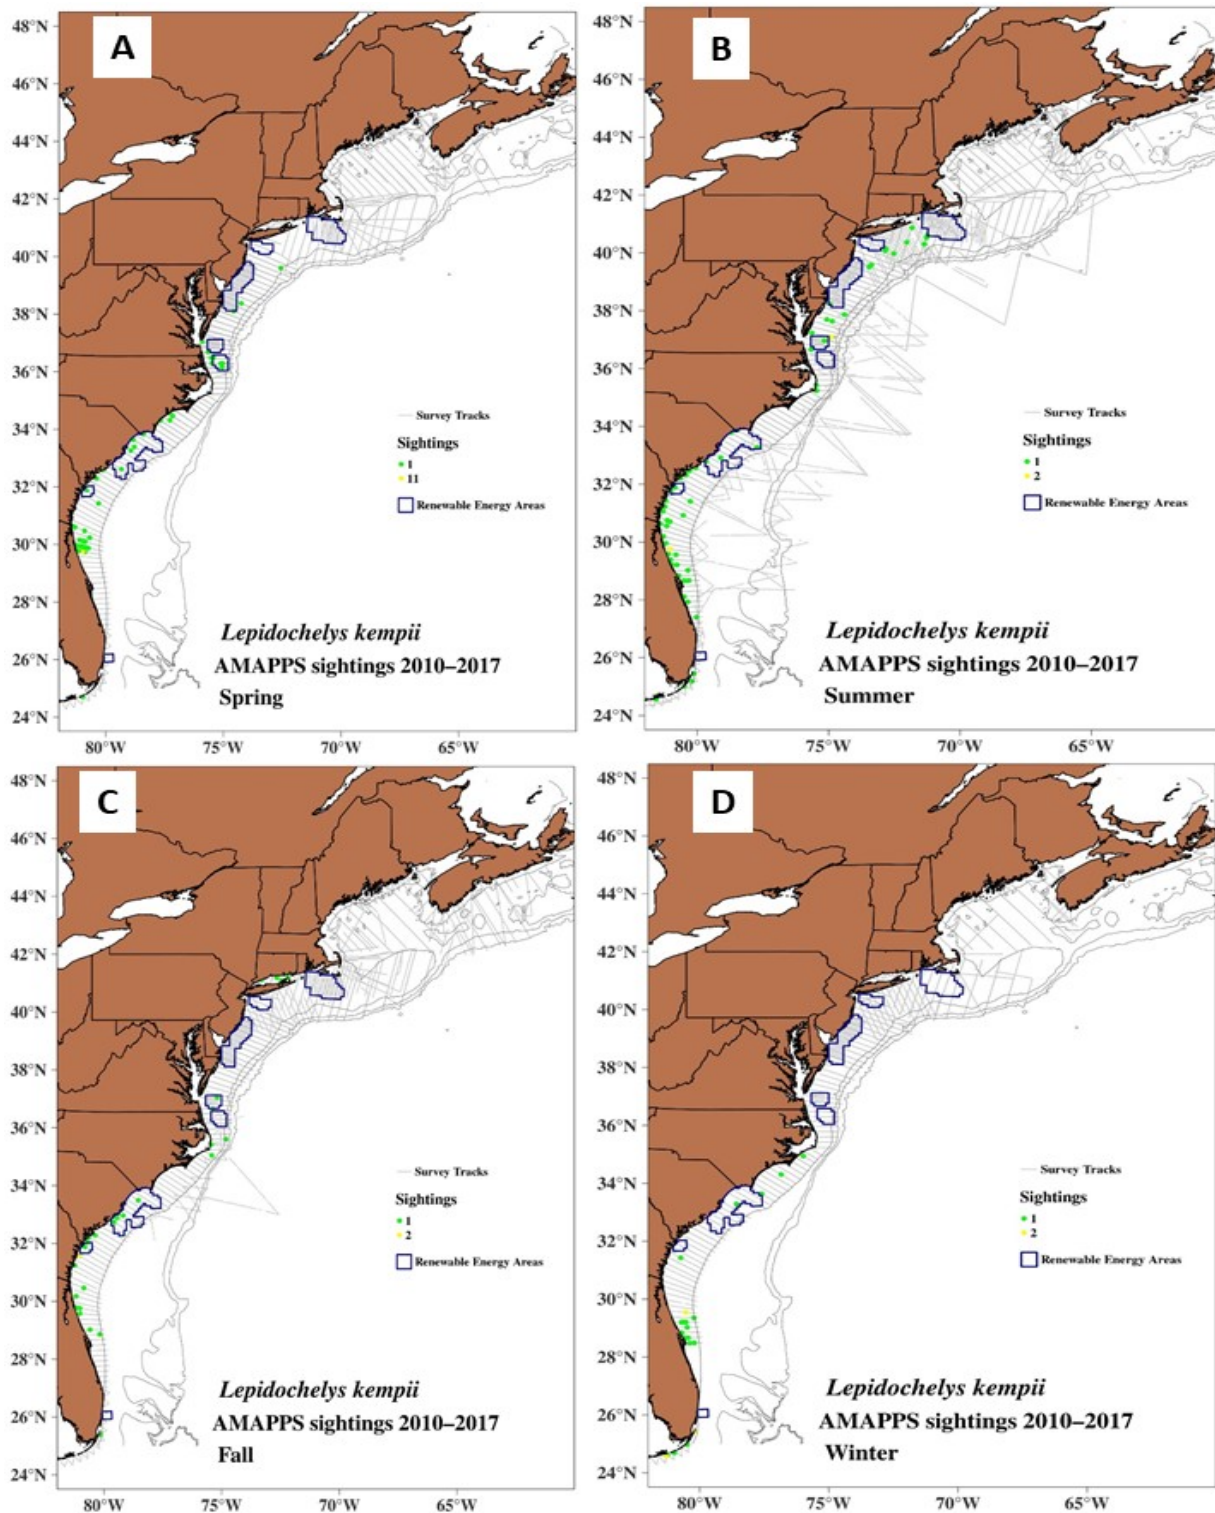 A
48°N
46°N
44°N
42°N
40°N
38°N
36°N
34°N
32°N
30°N
28°N
26°N
24°N
80°W 75°W 70°W 65°W
Survey Tracks
Sightings
1
11
Renewable Energy Areas
Lepidochelys kempii
AMAPPS sightings 2010–2017
Spring
B
48°N
46°N
44°N
42°N
40°N
38°N
36°N
34°N
32°N
30°N
28°N
26°N
24°N
80°W 75°W 70°W 65°W
Survey Tracks
Sightings
1
2
Renewable Energy Areas
Lepidochelys kempii
AMAPPS sightings 2010–2017
Summer
C
48°N
46°N
44°N
42°N
40°N
38°N
36°N
34°N
32°N
30°N
28°N
26°N
24°N
80°W 75°W 70°W 65°W
Survey Tracks
Sightings
1
2
Renewable Energy Areas
Lepidochelys kempii
AMAPPS sightings 2010–2017
Fall
D
48°N
46°N
44°N
42°N
40°N
38°N
36°N
34°N
32°N
30°N
28°N
26°N
24°N
80°W 75°W 70°W 65°W
Survey Tracks
Sightings
1
2
Renewable Energy Areas
Lepidochelys kempii
AMAPPS sightings 2010–2017
Winter